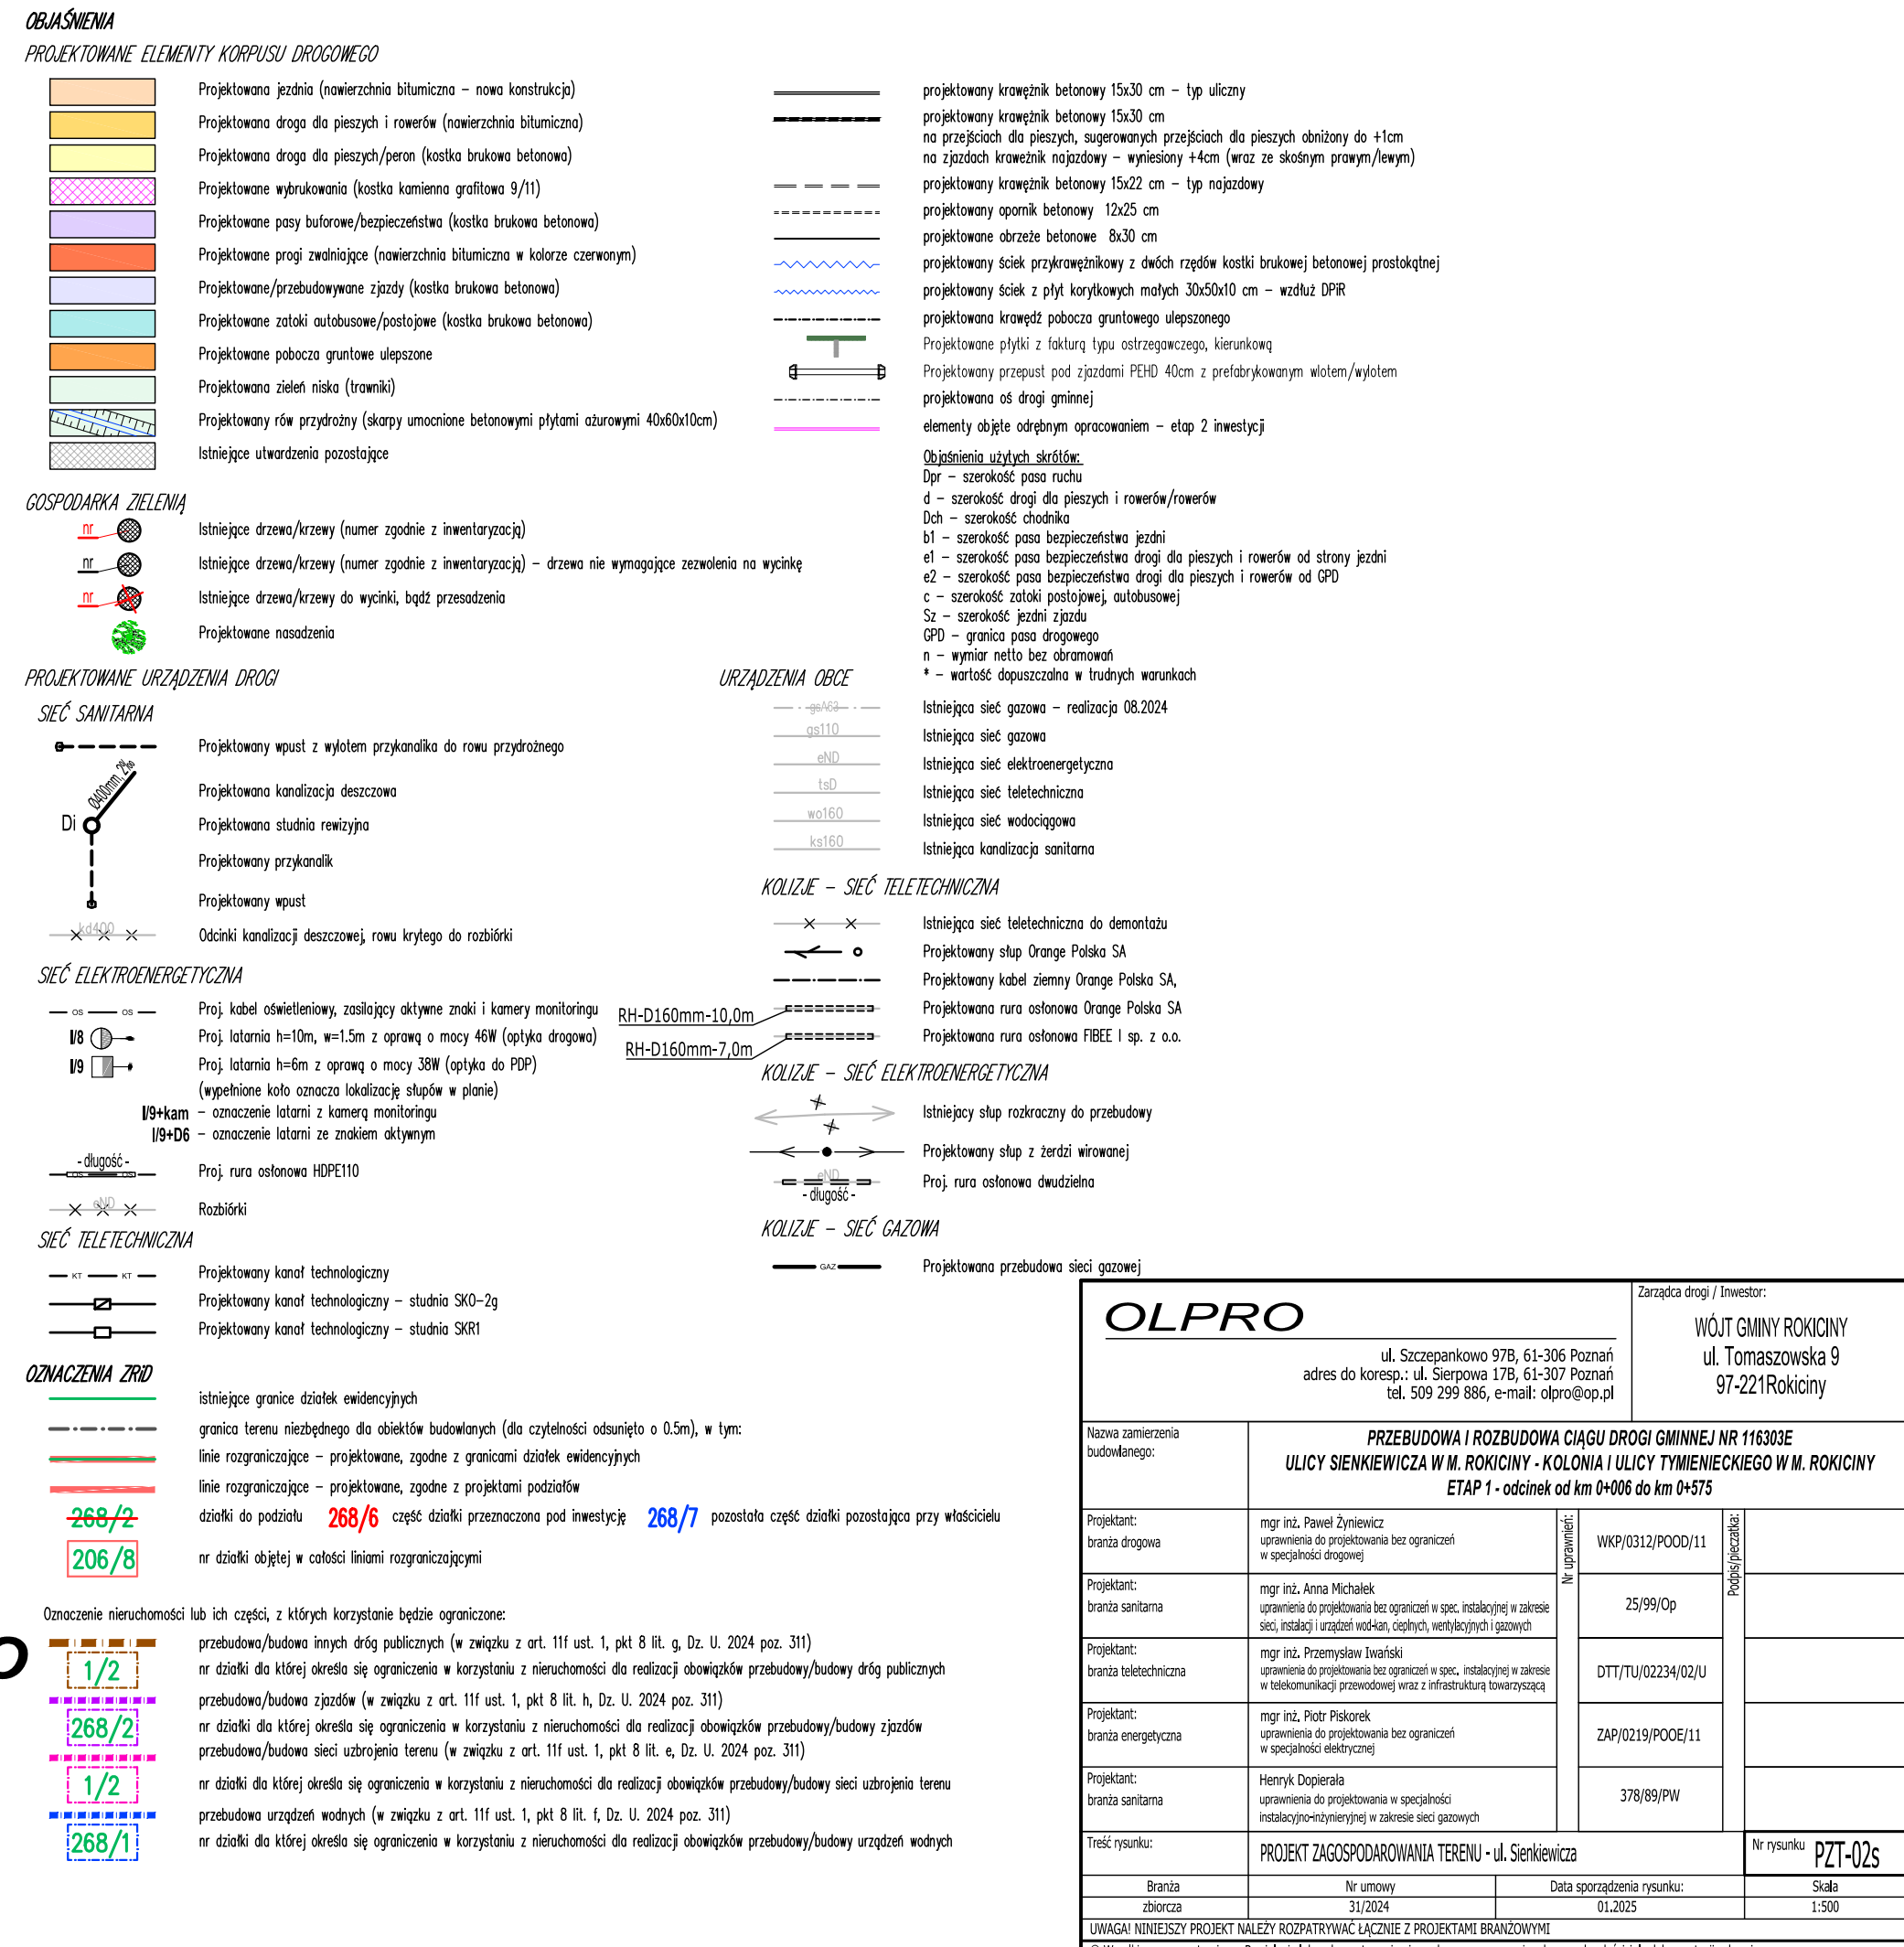 OBJAŚNIENIA
PROJEKTOWANE ELEMENTY KORPUSU DROGOWEGO
Projektowana jezdnia (nawierzchnia bitumiczna – nowa konstrukcja)
Projektowana droga dla pieszych i rowerów (nawierzchnia bitumiczna)
Projektowana droga dla pieszych/peron (kostka brukowa betonowa)
Projektowane wybrukowania (kostka kamienna grafitowa 9/11)
Projektowane pasy buforowe/bezpieczeństwa (kostka brukowa betonowa)
Projektowane progi zwalniające (nawierzchnia bitumiczna w kolorze czerwonym)
Projektowane/przebudowywane zjazdy (kostka brukowa betonowa)
Projektowane zatoki autobusowe/postojowe (kostka brukowa betonowa)
Projektowane pobocza gruntowe ulepszone
Projektowana zieleń niska (trawniki)
Projektowany rów przydrożny (skarpy umocnione betonowymi płytami ażurowymi 40x60x10cm)
Istniejące utwardzenia pozostające
projektowany krawężnik betonowy 15x30 cm – typ uliczny
projektowany krawężnik betonowy 15x30 cm
na przejściach dla pieszych, sugerowanych przejściach dla pieszych obniżony do +1cm
na zjazdach kraweżnik najazdowy – wyniesiony +4cm (wraz ze skośnym prawym/lewym)
projektowany krawężnik betonowy 15x22 cm – typ najazdowy
projektowany opornik betonowy 12x25 cm
projektowane obrzeże betonowe 8x30 cm
projektowany ściek przykrawężnikowy z dwóch rzędów kostki brukowej betonowej prostokątnej
projektowany ściek z płyt korytkowych małych 30x50x10 cm – wzdłuż DPiR
projektowana krawędź pobocza gruntowego ulepszonego
Projektowane płytki z fakturą typu ostrzegawczego, kierunkową
Projektowany przepust pod zjazdami PEHD 40cm z prefabrykowanym wlotem/wylotem
projektowana oś drogi gminnej
elementy objęte odrębnym opracowaniem – etap 2 inwestycji
Objaśnienia użytych skrótów:
Dpr – szerokość pasa ruchu
d – szerokość drogi dla pieszych i rowerów/rowerów
Dch – szerokość chodnika
b1 – szerokość pasa bezpieczeństwa jezdni
e1 – szerokość pasa bezpieczeństwa drogi dla pieszych i rowerów od strony jezdni
e2 – szerokość pasa bezpieczeństwa drogi dla pieszych i rowerów od GPD
c – szerokość zatoki postojowej, autobusowej
Sz – szerokość jezdni zjazdu
GPD – granica pasa drogowego
n – wymiar netto bez obramowań
* – wartość dopuszczalna w trudnych warunkach
GOSPODARKA ZIELENIĄ
nr Istniejące drzewa/krzewy (numer zgodnie z inwentaryzacją)
nr Istniejące drzewa/krzewy (numer zgodnie z inwentaryzacją) – drzewa nie wymagające zezwolenia na wycinkę
nr Istniejące drzewa/krzewy do wycinki, bądź przesadzenia
Projektowane nasadzenia
PROJEKTOWANE URZĄDZENIA DROGI
SIEĆ SANITARNA
Projektowany wpust z wylotem przykanalika do rowu przydrożnego
Ø400mm, 2‰
Projektowana kanalizacja deszczowa
Di Projektowana studnia rewizyjna
Projektowany przykanalik
Projektowany wpust
kd400 Odcinki kanalizacji deszczowej, rowu krytego do rozbiórki
SIEĆ ELEKTROENERGETYCZNA
OS OS Proj. kabel oświetleniowy, zasilający aktywne znaki i kamery monitoringu
I/8 Proj. latarnia h=10m, w=1.5m z oprawą o mocy 46W (optyka drogowa)
I/9 Proj. latarnia h=6m z oprawą o mocy 38W (optyka do PDP)
(wypełnione koło oznacza lokalizację słupów w planie)
I/9+kam – oznaczenie latarni z kamerą monitoringu
I/9+D6 – oznaczenie latarni ze znakiem aktywnym
- długość -
OS OS Proj. rura osłonowa HDPE110
eND Rozbiórki
SIEĆ TELETECHNICZNA
KT KT Projektowany kanał technologiczny
Projektowany kanał technologiczny – studnia SKO-2g
Projektowany kanał technologiczny – studnia SKR1
URZĄDZENIA OBCE
gsA63 Istniejąca sieć gazowa – realizacja 08.2024
gs110 Istniejąca sieć gazowa
eND Istniejąca sieć elektroenergetyczna
tsD Istniejąca sieć teletechniczna
wo160 Istniejąca sieć wodociągowa
ks160 Istniejąca kanalizacja sanitarna
KOLIZJE – SIEĆ TELETECHNICZNA
Istniejąca sieć teletechniczna do demontażu
Projektowany słup Orange Polska SA
Projektowany kabel ziemny Orange Polska SA,
RH-D160mm-10,0m Projektowana rura osłonowa Orange Polska SA
RH-D160mm-7,0m Projektowana rura osłonowa FIBEE I sp. z o.o.
KOLIZJE – SIEĆ ELEKTROENERGETYCZNA
Istniejacy słup rozkraczny do przebudowy
Projektowany słup z żerdzi wirowanej
eND Proj. rura osłonowa dwudzielna
- długość -
KOLIZJE – SIEĆ GAZOWA
GAZ Projektowana przebudowa sieci gazowej
OZNACZENIA ZRiD
istniejące granice działek ewidencyjnych
granica terenu niezbędnego dla obiektów budowlanych (dla czytelności odsunięto o 0.5m), w tym:
linie rozgraniczające – projektowane, zgodne z granicami działek ewidencyjnych
linie rozgraniczające – projektowane, zgodne z projektami podziałów
268/2 działki do podziału 268/6 część działki przeznaczona pod inwestycję 268/7 pozostała część działki pozostająca przy właścicielu
206/8 nr działki objętej w całości liniami rozgraniczającymi
Oznaczenie nieruchomości lub ich części, z których korzystanie będzie ograniczone:
przebudowa/budowa innych dróg publicznych (w związku z art. 11f ust. 1, pkt 8 lit. g, Dz. U. 2024 poz. 311)
1/2 nr działki dla której określa się ograniczenia w korzystaniu z nieruchomości dla realizacji obowiązków przebudowy/budowy dróg publicznych
przebudowa/budowa zjazdów (w związku z art. 11f ust. 1, pkt 8 lit. h, Dz. U. 2024 poz. 311)
268/2 nr działki dla której określa się ograniczenia w korzystaniu z nieruchomości dla realizacji obowiązków przebudowy/budowy zjazdów
przebudowa/budowa sieci uzbrojenia terenu (w związku z art. 11f ust. 1, pkt 8 lit. e, Dz. U. 2024 poz. 311)
1/2 nr działki dla której określa się ograniczenia w korzystaniu z nieruchomości dla realizacji obowiązków przebudowy/budowy sieci uzbrojenia terenu
przebudowa urządzeń wodnych (w związku z art. 11f ust. 1, pkt 8 lit. f, Dz. U. 2024 poz. 311)
268/1 nr działki dla której określa się ograniczenia w korzystaniu z nieruchomości dla realizacji obowiązków przebudowy/budowy urządzeń wodnych
OLPRO
ul. Szczepankowo 97B, 61-306 Poznań
adres do koresp.: ul. Sierpowa 17B, 61-307 Poznań
tel. 509 299 886, e-mail: olpro@op.pl
Zarządca drogi / Inwestor:
WÓJT GMINY ROKICINY
ul. Tomaszowska 9
97-221Rokiciny
Nazwa zamierzenia
budowlanego:
PRZEBUDOWA I ROZBUDOWA CIĄGU DROGI GMINNEJ NR 116303E
ULICY SIENKIEWICZA W M. ROKICINY - KOLONIA I ULICY TYMIENIECKIEGO W M. ROKICINY
ETAP 1 - odcinek od km 0+006 do km 0+575
Projektant:
branża drogowa
mgr inż. Paweł Żyniewicz
uprawnienia do projektowania bez ograniczeń
w specjalności drogowej
Nr uprawnień:
WKP/0312/POOD/11
Podpis/pieczatka:
Projektant:
branża sanitarna
mgr inż. Anna Michałek
uprawnienia do projektowania bez ograniczeń w spec. instalacyjnej w zakresie
sieci, instalacji i urządzeń wod-kan, cieplnych, wentylacyjnych i gazowych
25/99/Op
Projektant:
branża teletechniczna
mgr inż. Przemysław Iwański
uprawnienia do projektowania bez ograniczeń w spec. instalacyjnej w zakresie
w telekomunikacji przewodowej wraz z infrastrukturą towarzyszącą
DTT/TU/02234/02/U
Projektant:
branża energetyczna
mgr inż. Piotr Piskorek
uprawnienia do projektowania bez ograniczeń
w specjalności elektrycznej
ZAP/0219/POOE/11
Projektant:
branża sanitarna
Henryk Dopierała
uprawnienia do projektowania w specjalności
instalacyjno-inżynieryjnej w zakresie sieci gazowych
378/89/PW
Treść rysunku:
PROJEKT ZAGOSPODAROWANIA TERENU - ul. Sienkiewicza
Nr rysunku PZT-02s
Branża Nr umowy Data sporządzenia rysunku: Skala
zbiorcza 31/2024 01.2025 1:500
UWAGA! NINIEJSZY PROJEKT NALEŻY ROZPATRYWAĆ ŁĄCZNIE Z PROJEKTAMI BRANŻOWYMI